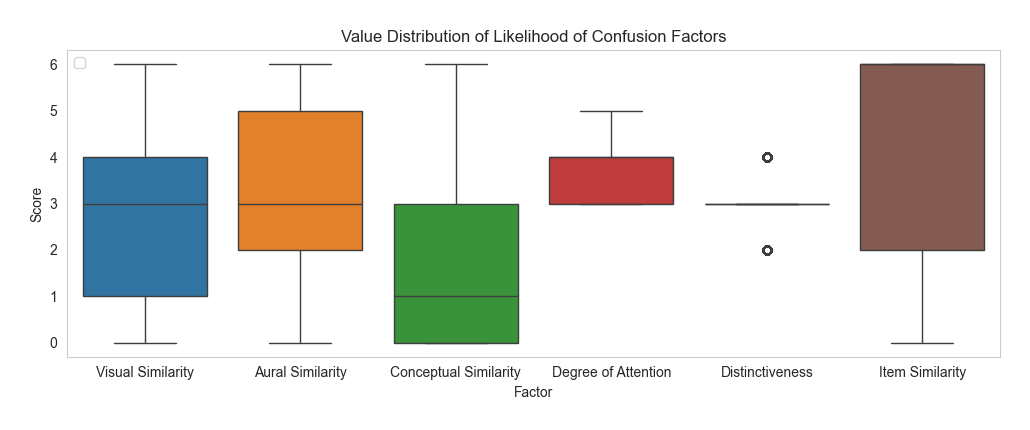 Value Distribution of Likelihood of Confusion Factors
6
5
4
3
2
1
0
Score
Visual Similarity
Aural Similarity
Conceptual Similarity
Degree of Attention
Distinctiveness
Item Similarity
Factor